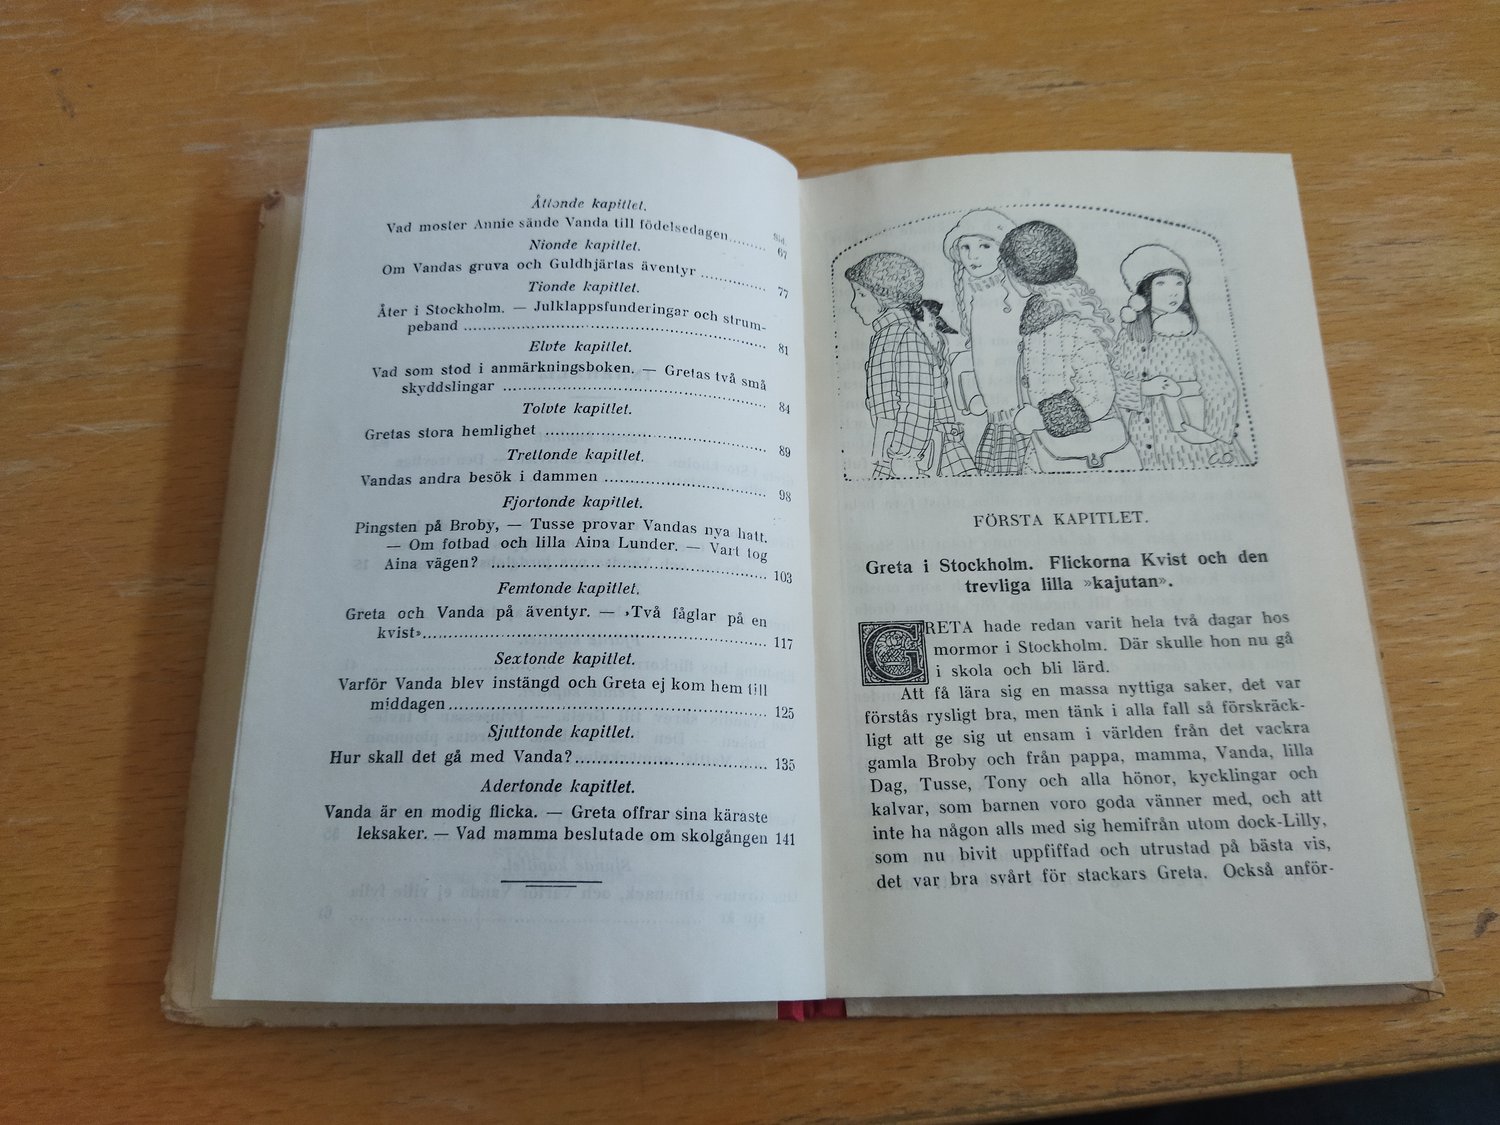 Åttonde kapitlet.
Sid.
Vad moster Annie sände Vanda till födelsedagen........ 67
Nionde kapitlet.
Om Vandas gruva och Guldhjärtas äventyr .............. 77
Tionde kapitlet.
Åter i Stockholm. — Julklappsfunderingar och strum-
peband .............................. 81
Elvte kapitlet.
Vad som stod i anmärkningsboken. — Gretas två små
skyddslingar .............................. 84
Tolvte kapitlet.
Gretas stora hemlighet .............................. 89
Trettonde kapitlet.
Vandas andra besök i dammen .............................. 98
Fjortonde kapitlet.
Pingsten på Broby, — Tusse provar Vandas nya hatt.
— Om fotbad och lilla Aina Lunder. — Vart tog
Aina vägen? .............................. 103
Femtonde kapitlet.
Greta och Vanda på äventyr. — »Två fåglar på en
kvist».............................. 117
Sextonde kapitlet.
Varför Vanda blev instängd och Greta ej kom hem till
middagen.............................. 125
Sjuttonde kapitlet.
Hur skall det gå med Vanda?.............................. 135
Adertonde kapitlet.
Vanda är en modig flicka. — Greta offrar sina käraste
leksaker. — Vad mamma beslutade om skolgången 141
FÖRSTA KAPITLET.
Greta i Stockholm. Flickorna Kvist och den
trevliga lilla »kajutan».
GRETA hade redan varit hela två dagar hos
mormor i Stockholm. Där skulle hon nu gå
i skola och bli lärd.
Att få lära sig en massa nyttiga saker, det var
förstås rysligt bra, men tänk i alla fall så förskräck-
ligt att ge sig ut ensam i världen från det vackra
gamla Broby och från pappa, mamma, Vanda, lilla
Dag, Tusse, Tony och alla hönor, kycklingar och
kalvar, som barnen voro goda vänner med, och att
inte ha någon alls med sig hemifrån utom dock-Lilly,
som nu bivit uppfiffad och utrustad på bästa vis,
det var bra svårt för stackars Greta. Också anför-